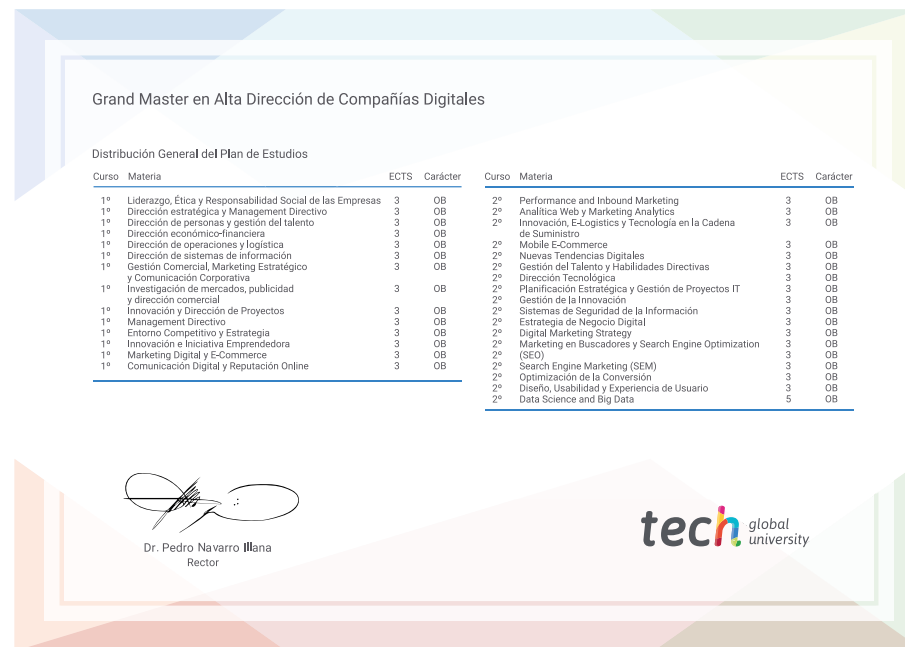 Grand Master en Alta Dirección de Compañías Digitales
Distribución General del Plan de Estudios
Curso Materia ECTS Carácter
1º Liderazgo, Ética y Responsabilidad Social de las Empresas 3 OB
1º Dirección estratégica y Management Directivo 3 OB
1º Dirección de personas y gestión del talento 3 OB
1º Dirección económico-financiera 3 OB
1º Dirección de operaciones y logística 3 OB
1º Dirección de sistemas de información 3 OB
1º Gestión Comercial, Marketing Estratégico 3 OB
y Comunicación Corporativa
1º Investigación de mercados, publicidad 3 OB
y dirección comercial
1º Innovación y Dirección de Proyectos 3 OB
1º Management Directivo 3 OB
1º Entorno Competitivo y Estrategia 3 OB
1º Innovación e Iniciativa Emprendedora 3 OB
1º Marketing Digital y E-Commerce 3 OB
1º Comunicación Digital y Reputación Online 3 OB
Curso Materia ECTS Carácter
2º Performance and Inbound Marketing 3 OB
2º Analítica Web y Marketing Analytics 3 OB
2º Innovación, E-Logistics y Tecnología en la Cadena 3 OB
de Suministro
2º Mobile E-Commerce 3 OB
2º Nuevas Tendencias Digitales 3 OB
2º Gestión del Talento y Habilidades Directivas 3 OB
2º Dirección Tecnológica 3 OB
2º Planificación Estratégica y Gestión de Proyectos IT 3 OB
2º Gestión de la Innovación 3 OB
2º Sistemas de Seguridad de la Información 3 OB
2º Estrategia de Negocio Digital 3 OB
2º Digital Marketing Strategy 3 OB
2º Marketing en Buscadores y Search Engine Optimization 3 OB
2º (SEO) 3 OB
2º Search Engine Marketing (SEM) 3 OB
2º Optimización de la Conversión 3 OB
2º Diseño, Usabilidad y Experiencia de Usuario 3 OB
2º Data Science and Big Data 5 OB
Dr. Pedro Navarro Illana
Rector
tech global
university